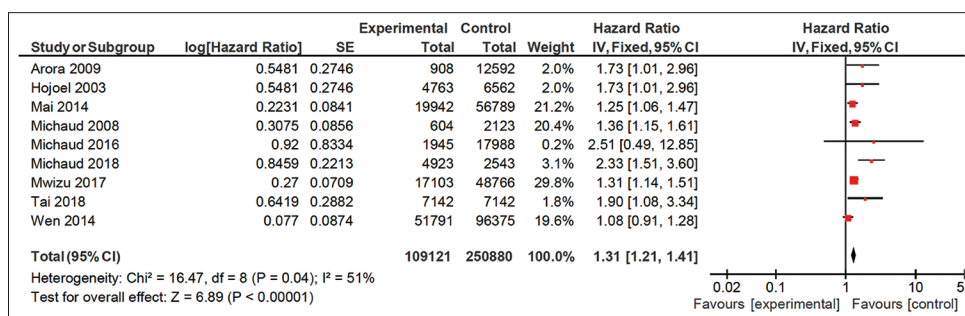 Experimental Control Hazard Ratio Hazard Ratio
Study or Subgroup log[Hazard Ratio] SE Total Total Weight IV, Fixed, 95% CI IV, Fixed, 95% CI
Arora 2009 0.5481 0.2746 908 12592 2.0% 1.73 [1.01, 2.96]
Hojoel 2003 0.5481 0.2746 4763 6562 2.0% 1.73 [1.01, 2.96]
Mai 2014 0.2231 0.0841 19942 56789 21.2% 1.25 [1.06, 1.47]
Michaud 2008 0.3075 0.0856 604 2123 20.4% 1.36 [1.15, 1.61]
Michaud 2016 0.92 0.8334 1945 17988 0.2% 2.51 [0.49, 12.85]
Michaud 2018 0.8459 0.2213 4923 2543 3.1% 2.33 [1.51, 3.60]
Mwizu 2017 0.27 0.0709 17103 48766 29.8% 1.31 [1.14, 1.51]
Tai 2018 0.6419 0.2882 7142 7142 1.8% 1.90 [1.08, 3.34]
Wen 2014 0.077 0.0874 51791 96375 19.6% 1.08 [0.91, 1.28]
Total (95% CI) 109121 250880 100.0% 1.31 [1.21, 1.41]
Heterogeneity: Chi² = 16.47, df = 8 (P = 0.04); I² = 51%
Test for overall effect: Z = 6.89 (P < 0.00001)
0.02 0.1 1 10 5
Favours [experimental] Favours [control]